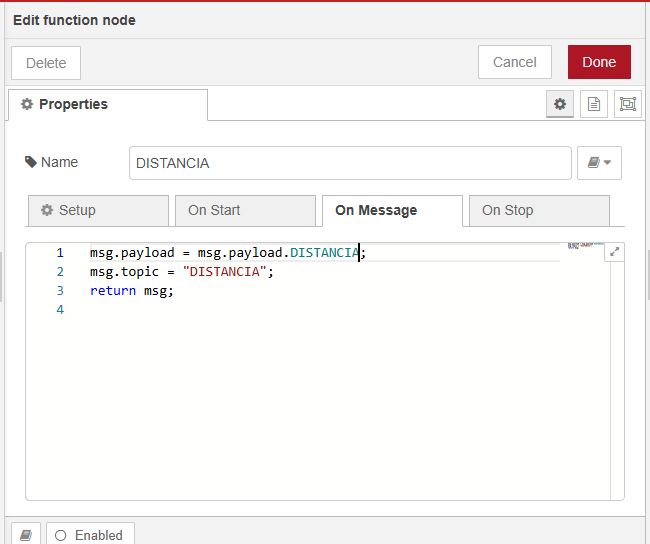 Edit function node
Delete
Cancel
Done
Properties
Name
DISTANCIA
Setup
On Start
On Message
On Stop
1 msg.payload = msg.payload.DISTANCIA;
2 msg.topic = "DISTANCIA";
3 return msg;
4
Enabled